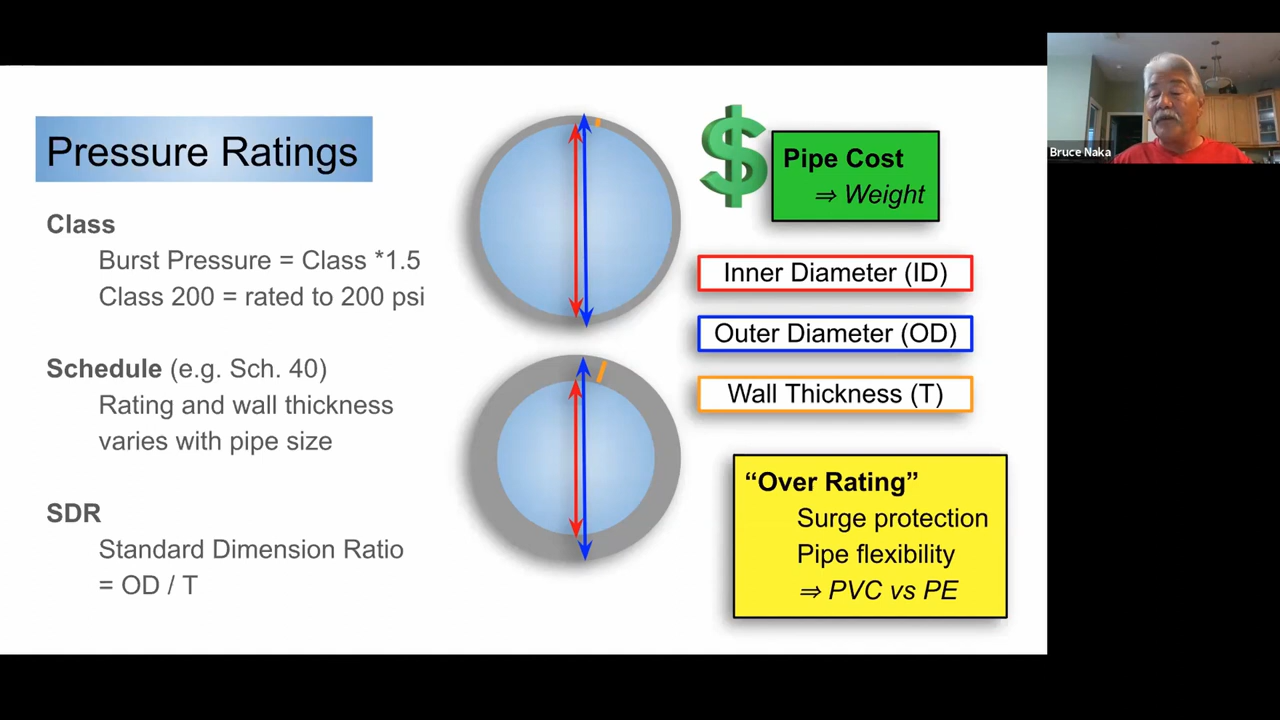 Pressure Ratings
Class
Burst Pressure = Class *1.5
Class 200 = rated to 200 psi
Schedule (e.g. Sch. 40)
Rating and wall thickness
varies with pipe size
SDR
Standard Dimension Ratio
= OD / T
$
Pipe Cost
⇒ Weight
Inner Diameter (ID)
Outer Diameter (OD)
Wall Thickness (T)
“Over Rating”
Surge protection
Pipe flexibility
⇒ PVC vs PE
Bruce Naka